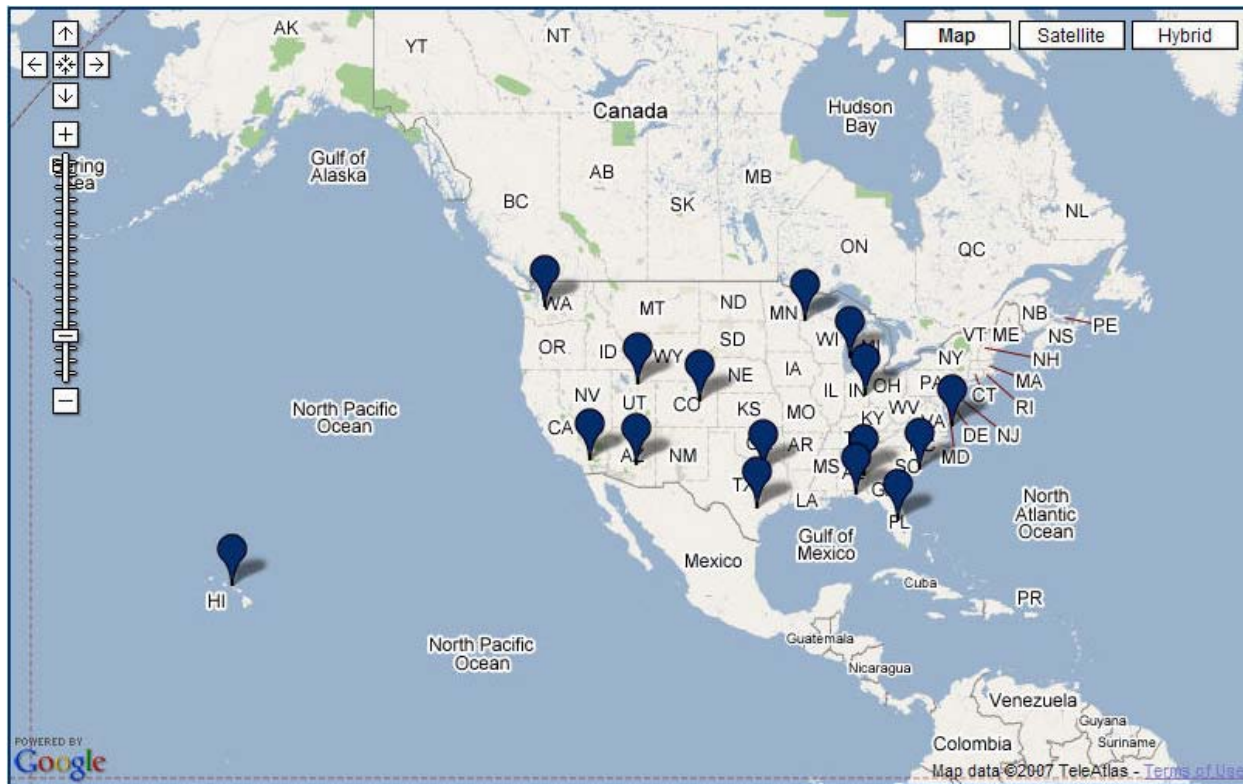 AK
YT
NT
Map
Satellite
Hybrid
Canada
Hudson
Bay
Gulf of
Alaska
AB
MB
BC
SK
NL
ON
QC
WA
MT
ND
MN
NB
PE
OR
ID
WY
SD
WI
MI
VT
ME
NS
NY
NH
NV
UT
CO
NE
IA
IL
IN
OH
PA
MA
CT
RI
North Pacific
Ocean
CA
KS
MO
KY
WV
VA
DE
NJ
MD
AZ
NM
AR
MS
SC
TX
LA
FL
North
Atlantic
Ocean
Gulf of
Mexico
Mexico
Cuba
PR
HI
North Pacific
Ocean
Guatemala
Nicaragua
Venezuela
Guyana
Suriname
Colombia
POWERED BY
Google
Map data ©2007 TeleAtlas - Terms of Use